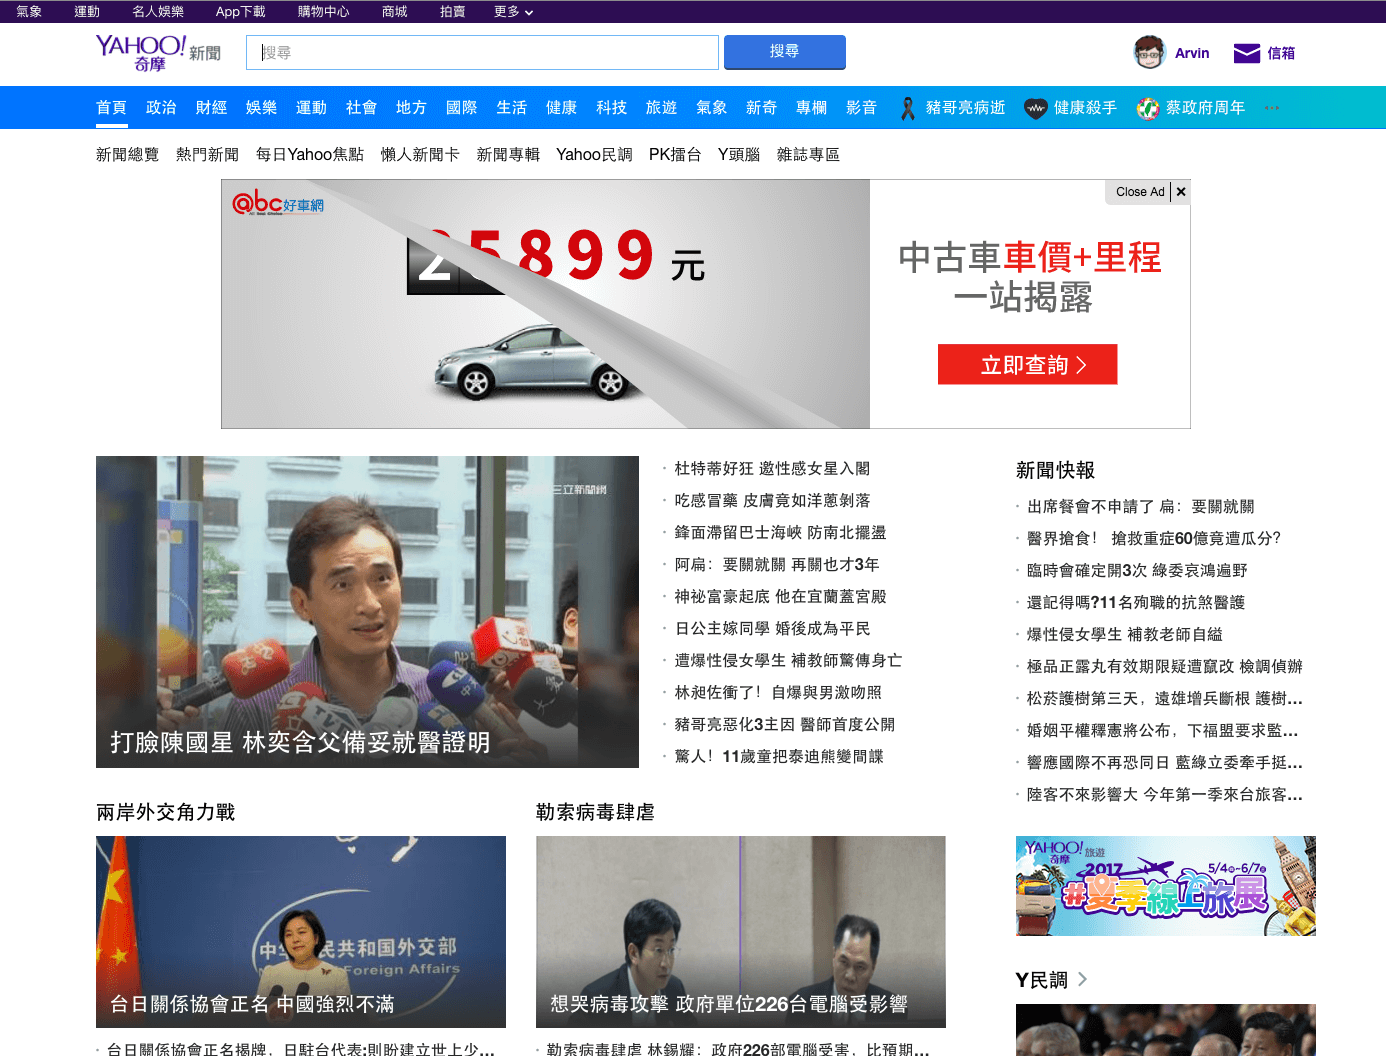 氣象 運動 名人娛樂 App下載 購物中心 商城 拍賣 更多
YAHOO! 奇摩 新聞
搜尋
搜尋
Arvin
信箱
首頁 政治 財經 娛樂 運動 社會 地方 國際 生活 健康 科技 旅遊 氣象 新奇 專欄 影音 豬哥亮病逝 健康殺手 蔡政府周年
新聞總覽 熱門新聞 每日Yahoo焦點 懶人新聞卡 新聞專輯 Yahoo民調 PK擂台 Y頭腦 雜誌專區
@bc好車網
25899元
Close Ad ×
中古車車價+里程
一站揭露
立即查詢
三立新聞網
打臉陳國星 林奕含父備妥就醫證明
杜特蒂好狂 邀性感女星入閣
吃感冒藥 皮膚竟如洋蔥剝落
鋒面滯留巴士海峽 防南北擺盪
阿扁：要關就關 再關也才3年
神祕富豪起底 他在宜蘭蓋宮殿
日公主嫁同學 婚後成為平民
遭爆性侵女學生 補教師驚傳身亡
林昶佐衝了！自爆與男激吻照
豬哥亮惡化3主因 醫師首度公開
驚人！11歲童把泰迪熊變間諜
新聞快報
出席餐會不申請了 扁：要關就關
醫界搶食！ 搶救重症60億竟遭瓜分?
臨時會確定開3次 綠委哀鴻遍野
還記得嗎?11名殉職的抗煞醫護
爆性侵女學生 補教老師自縊
極品正露丸有效期限疑遭竄改 檢調偵辦
松菸護樹第三天，遠雄增兵斷根 護樹...
婚姻平權釋憲將公布，下福盟要求監...
響應國際不再恐同日 藍綠立委牽手挺...
陸客不來影響大 今年第一季來台旅客...
兩岸外交角力戰
中华人民共和国外交部
Foreign Affairs
台日關係協會正名 中國強烈不滿
台日關係協會正名揭牌，日駐台代表:則盼建立世上少...
勒索病毒肆虐
想哭病毒攻擊 政府單位226台電腦受影響
勒索病毒肆虐 林錫耀：政府226部電腦受害，比預期...
YAHOO! 奇摩 旅遊
2017 5/4~6/7
#夏季線上旅展
Y民調